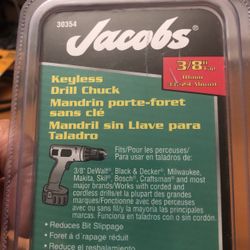 30354
Jacobs
3/8"
10mm
Keyless
Drill Chuck
Mandrin porte-foret
sans clé
Mandril sin Llave para
Taladro
Fits/Pour les perceuses/
Para usar en taladros de:
3/8" DeWalt®, Black & Decker®, Milwaukee,
Makita, Skil®, Bosch®, Craftsman® and most
major brands/Works with corded and
cordless drills/et la plupart des grandes
marques/Fonctionne avec des perceuses
avec ou sans fil/y la mayoría las principales
marcas. Funciona en taladros con o sin cordón.
• Reduces Bit Slippage
• Foret à dérapage réduit
• Reduce el resbalamiento